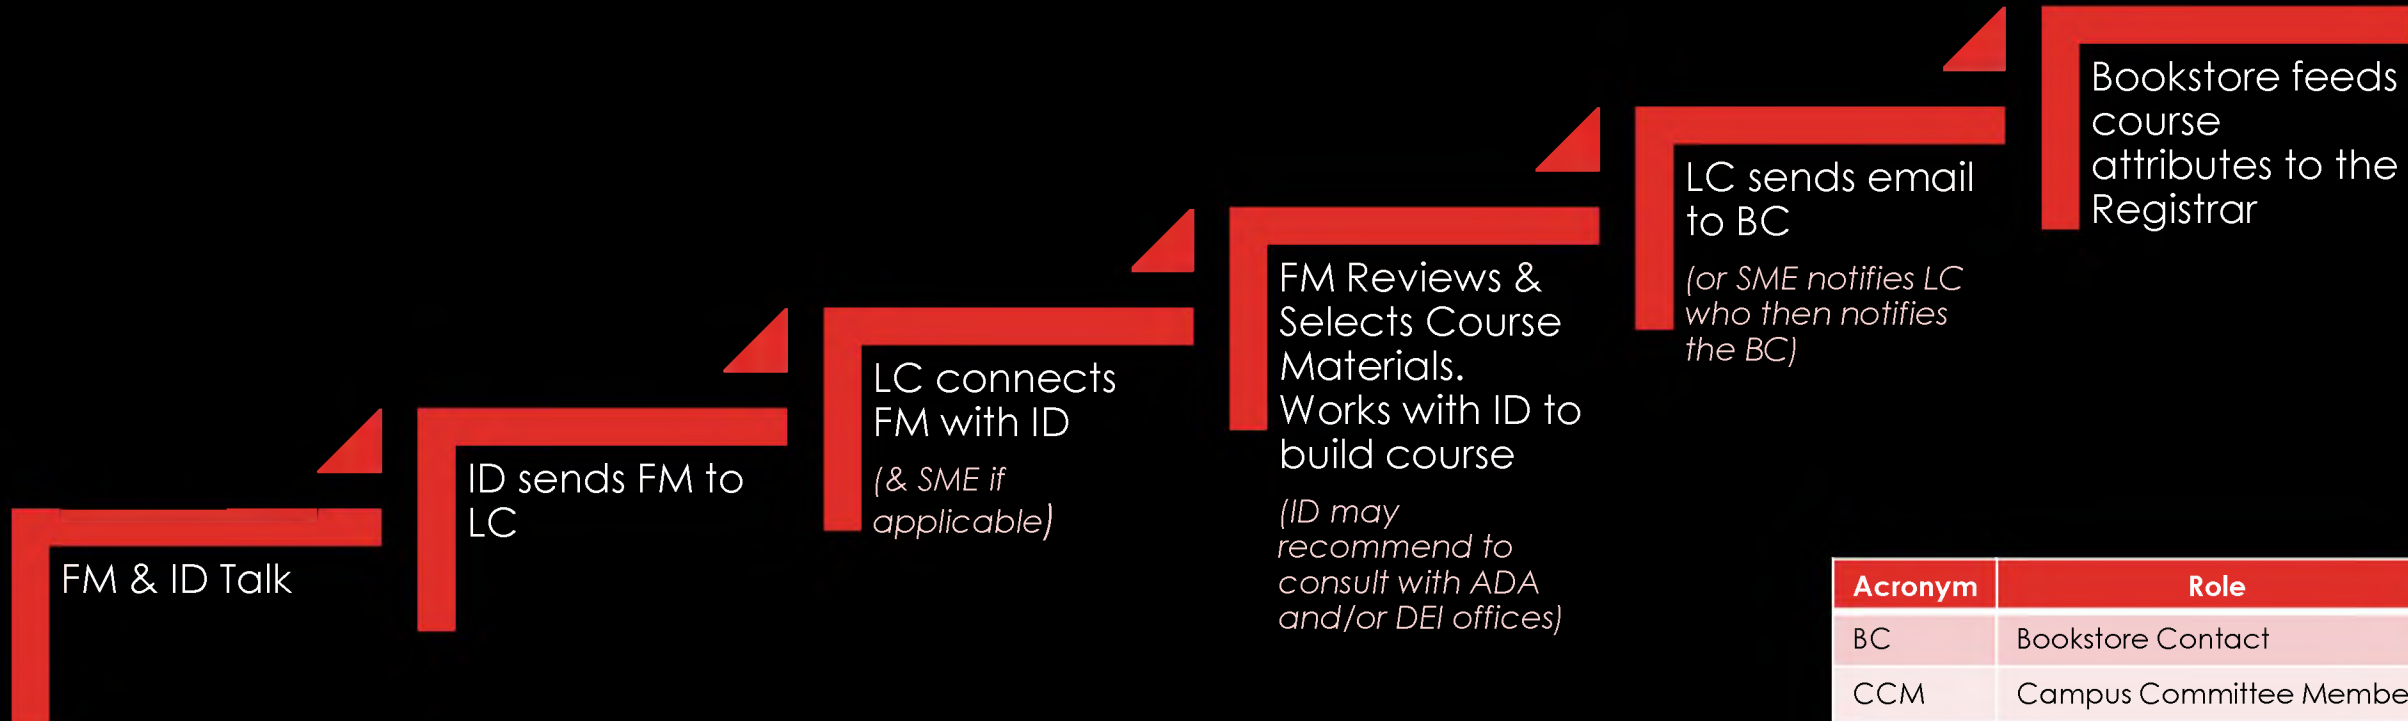 FM & ID Talk
ID sends FM to
LC
LC connects
FM with ID
(& SME if
applicable)
FM Reviews &
Selects Course
Materials.
Works with ID to
build course
(ID may
recommend to
consult with ADA
and/or DEI offices)
LC sends email
to BC
(or SME notifies LC
who then notifies
the BC)
Bookstore feeds
course
attributes to the
Registrar
Acronym Role
BC Bookstore Contact
CCM Campus Committee Membe